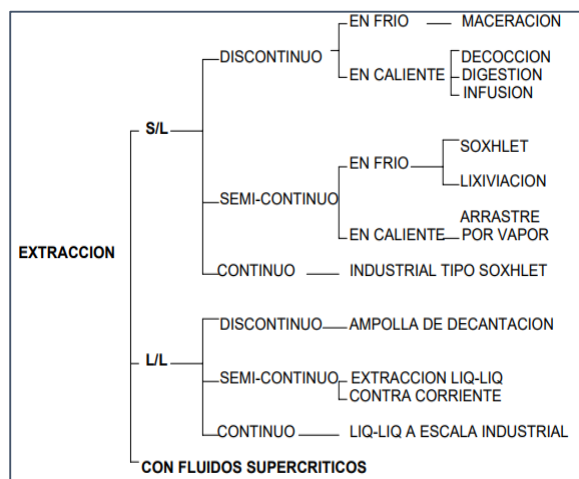 EXTRACCION
S/L
DISCONTINUO
EN FRIO
MACERACION
EN CALIENTE
DECOCCION
DIGESTION
INFUSION
SEMI-CONTINUO
EN FRIO
SOXHLET
LIXIVIACION
EN CALIENTE
ARRASTRE
POR VAPOR
CONTINUO
INDUSTRIAL TIPO SOXHLET
L/L
DISCONTINUO
AMPOLLA DE DECANTACION
SEMI-CONTINUO
EXTRACCION LIQ-LIQ
CONTRA CORRIENTE
CONTINUO
LIQ-LIQ A ESCALA INDUSTRIAL
CON FLUIDOS SUPERCRITICOS